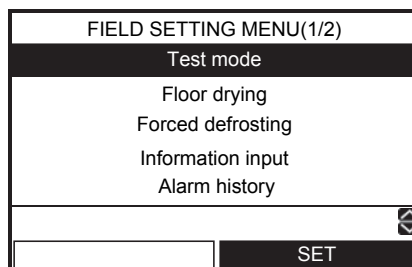 FIELD SETTING MENU(1/2)
Test mode
Floor drying
Forced defrosting
Information input
Alarm history
SET